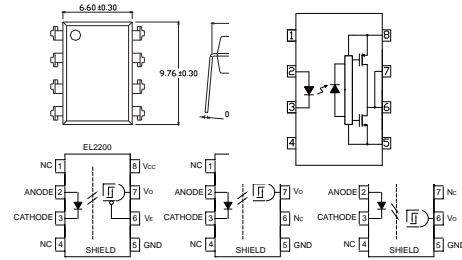 6.60 ±0.30
9.76 ±0.30
1 8
2 7
3 6
4 5
EL2200
NC 1 8 VCC
ANODE 2 7 VO
CATHODE 3 6 VE
NC 4 5 GND
SHIELD
NC 1
ANODE 2 7 VO
CATHODE 3 6 NC
NC 4 5 GND
SHIELD
ANODE 2 7 NC
CATHODE 3 6 VO
NC 4 5 GND
SHIELD